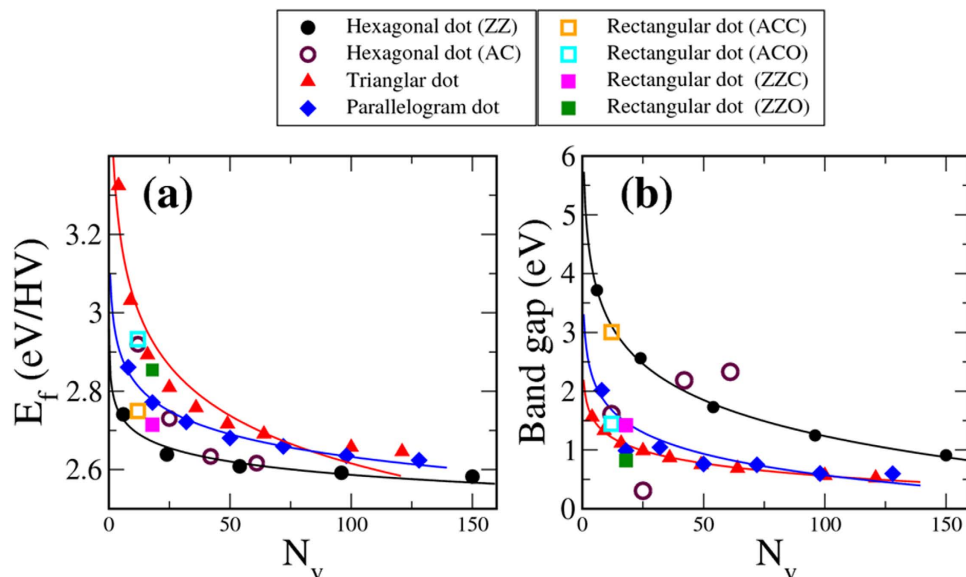 Hexagonal dot (ZZ)
Hexagonal dot (AC)
Trianglar dot
Parallelogram dot
Rectangular dot (ACC)
Rectangular dot (ACO)
Rectangular dot (ZZC)
Rectangular dot (ZZO)
(a)
E_f (eV/HV)
3.2
3
2.8
2.6
0
50
100
150
N_v
(b)
Band gap (eV)
6
5
4
3
2
1
0
0
50
100
150
N_v